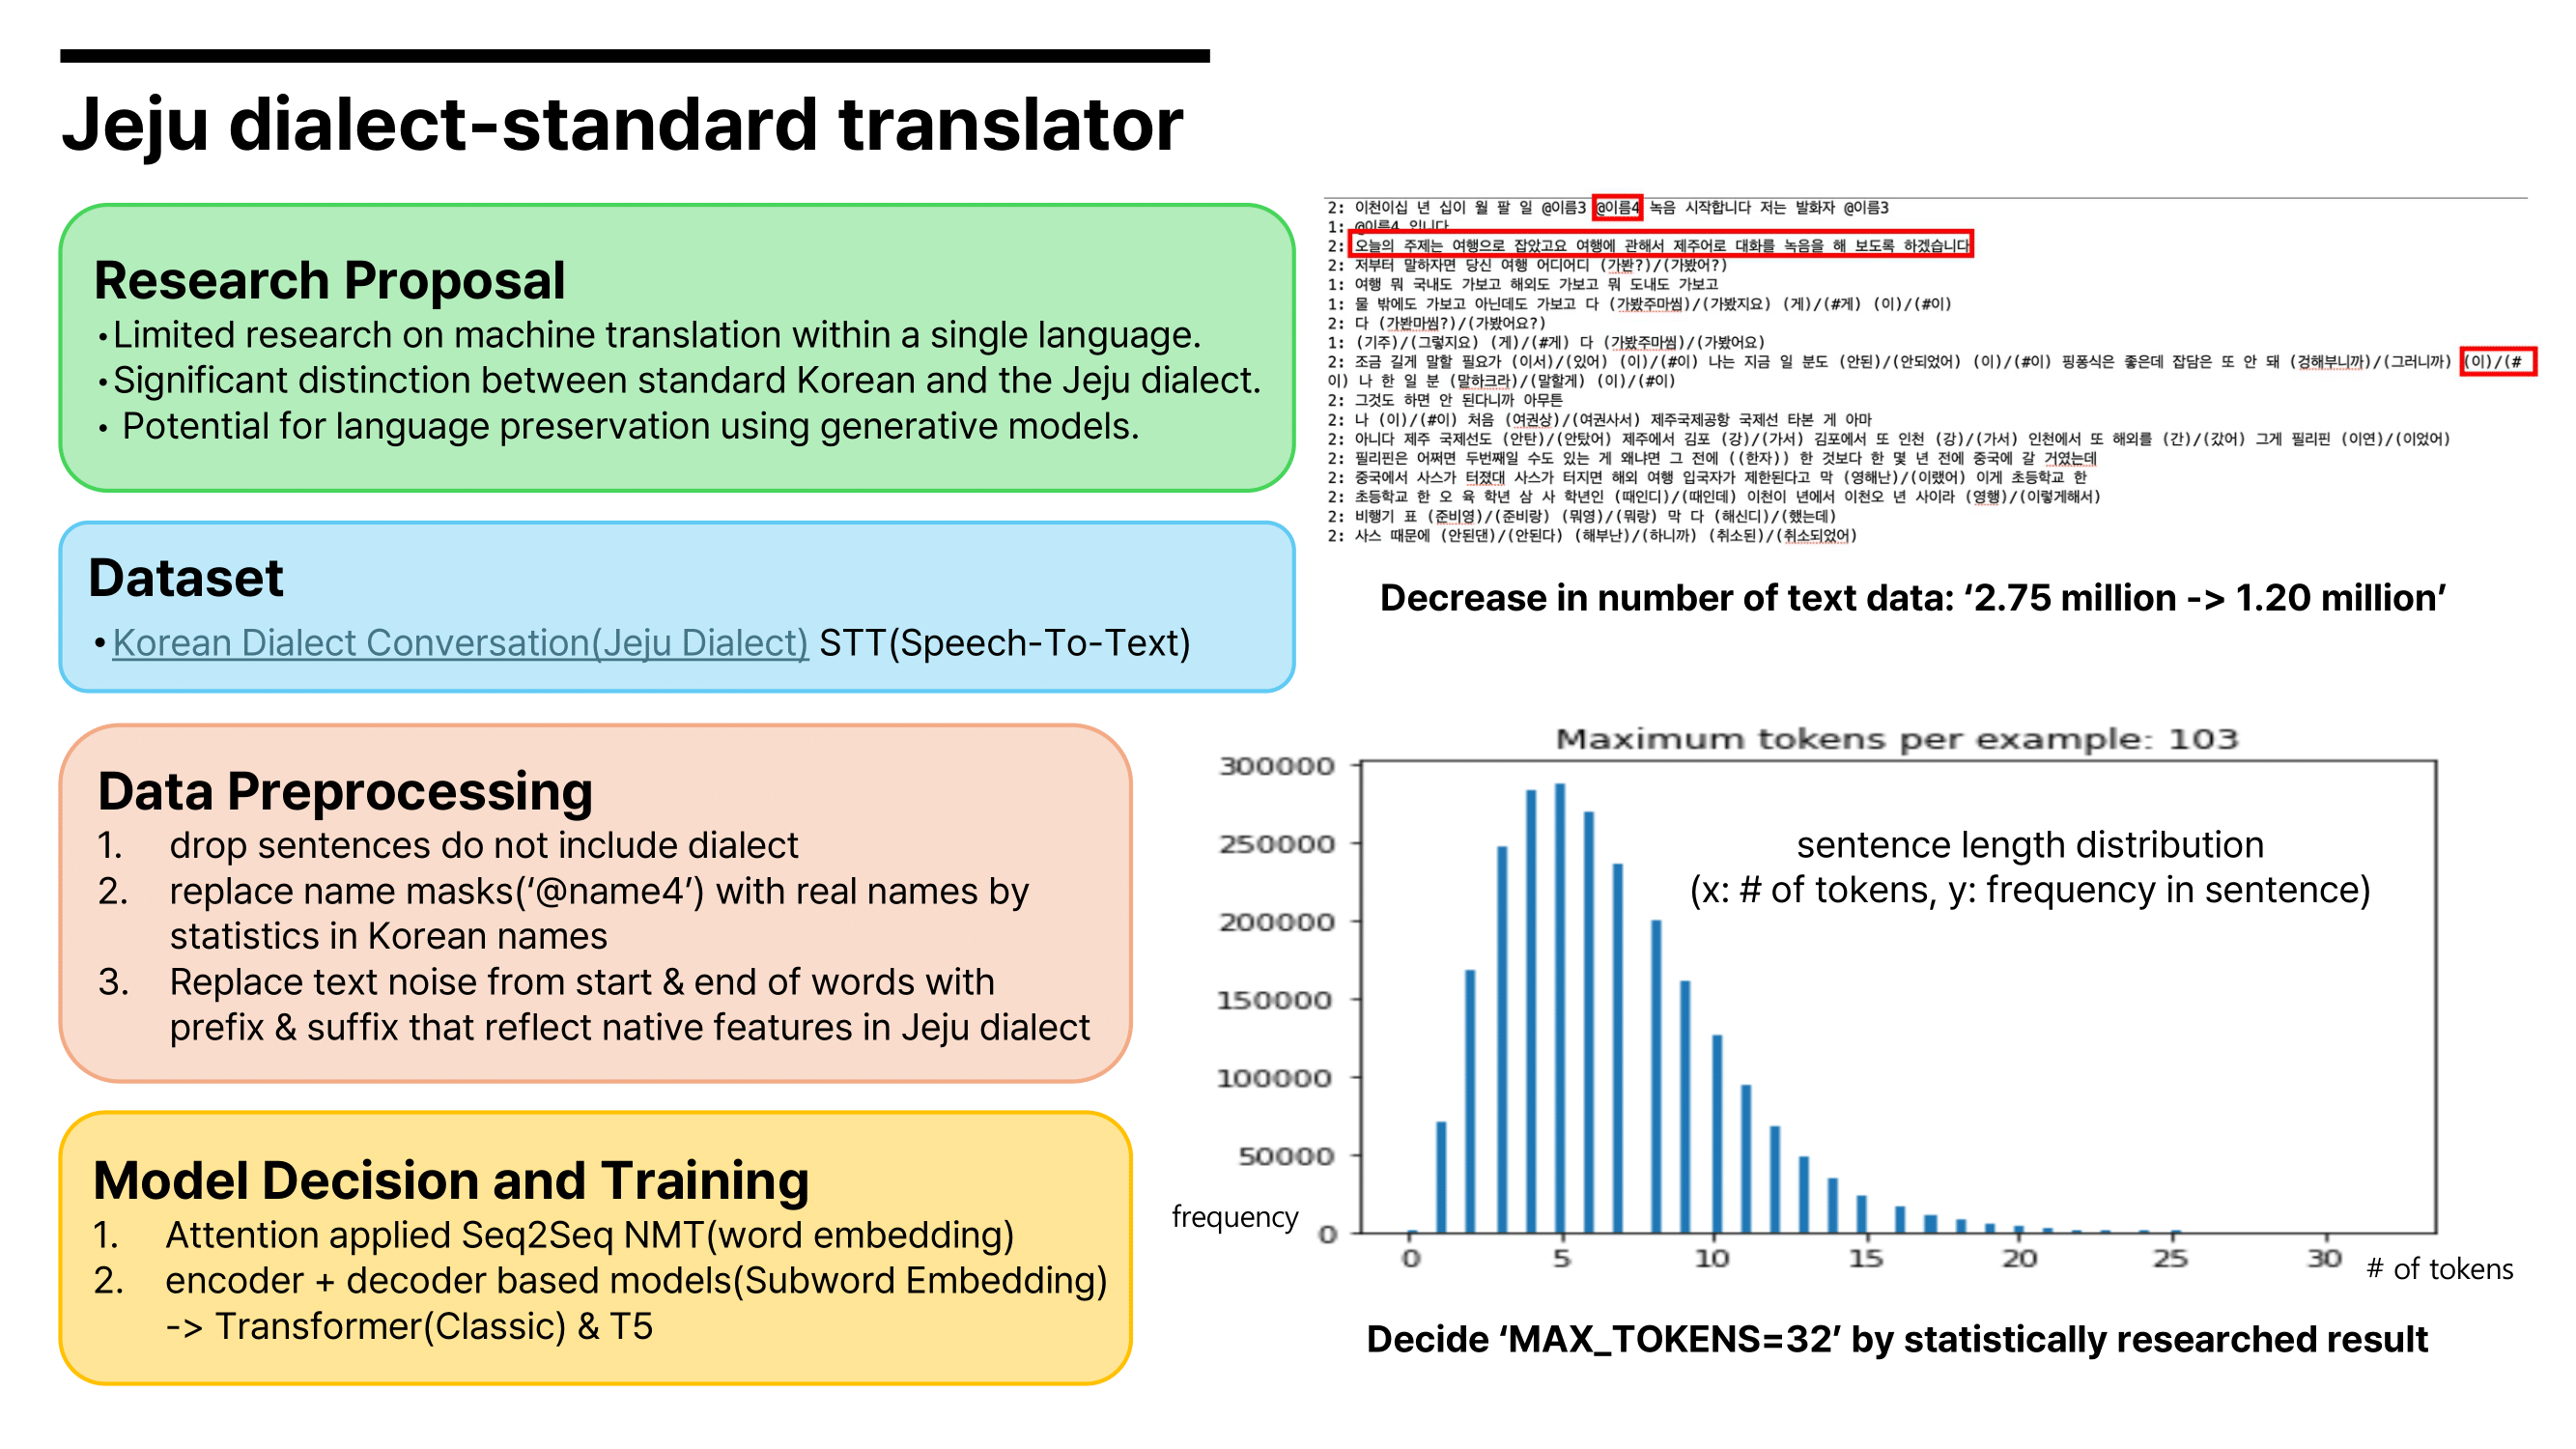 Jeju dialect-standard translator
Research Proposal
•Limited research on machine translation within a single language.
•Significant distinction between standard Korean and the Jeju dialect.
• Potential for language preservation using generative models.
Dataset
•Korean Dialect Conversation(Jeju Dialect) STT(Speech-To-Text)
Data Preprocessing
1. drop sentences do not include dialect
2. replace name masks(‘@name4’) with real names by
statistics in Korean names
3. Replace text noise from start & end of words with
prefix & suffix that reflect native features in Jeju dialect
Model Decision and Training
1. Attention applied Seq2Seq NMT(word embedding)
2. encoder + decoder based models(Subword Embedding)
-> Transformer(Classic) & T5
2: 이천이십 년 십이 월 팔 일 @이름3 @이름4 녹음 시작합니다 저는 발화자 @이름3
1: @이름4 입니다
2: 오늘의 주제는 여행으로 잡았고요 여행에 관해서 제주어로 대화를 녹음을 해 보도록 하겠습니다
2: 저부터 말하자면 당신 여행 어디어디 (가봔?)/(가봤어?)
1: 여행 뭐 국내도 가보고 해외도 가보고 뭐 도내도 가보고
1: 물 밖에도 가보고 아닌데도 가보고 다 (가봤주마씸)/(가봤지요) (게)/(#게) (이)/(#이)
2: 다 (가봔마씸?)/(가봤어요?)
1: (기주)/(그렇지요) (게)/(#게) 다 (가봤주마씸)/(가봤어요)
2: 조금 길게 말할 필요가 (이서)/(있어) (이)/(#이) 나는 지금 일 분도 (안된)/(안되었어) (이)/(#이) 핑퐁식은 좋은데 잡담은 또 안 돼 (겅해부니까)/(그러니까) (이)/(#
이) 나 한 일 분 (말하크라)/(말할게) (이)/(#이)
2: 그것도 하면 안 된다니까 아무튼
2: 나 (이)/(#이) 처음 (여권상)/(여권사서) 제주국제공항 국제선 타본 게 아마
2: 아니다 제주 국제선도 (안탄)/(안탔어) 제주에서 김포 (강)/(가서) 김포에서 또 인천 (강)/(가서) 인천에서 또 해외를 (간)/(갔어) 그게 필리핀 (이연)/(이었어)
2: 필리핀은 어쩌면 두번째일 수도 있는 게 왜냐면 그 전에 ((한자)) 한 것보다 한 몇 년 전에 중국에 갈 거였는데
2: 중국에서 사스가 터졌대 사스가 터지면 해외 여행 입국자가 제한된다고 막 (영해난)/(이랬어) 이게 초등학교 한
2: 초등학교 한 오 육 학년 삼 사 학년인 (때인디)/(때인데) 이천이 년에서 이천오 년 사이라 (영행)/(이렇게해서)
2: 비행기 표 (준비영)/(준비랑) (뭐영)/(뭐랑) 막 다 (해신디)/(했는데)
2: 사스 때문에 (안된댄)/(안된다) (해부난)/(하니까) (취소된)/(취소되었어)
Decrease in number of text data: ‘2.75 million -> 1.20 million’
Maximum tokens per example: 103
300000
250000
200000
150000
100000
50000
0
sentence length distribution
(x: # of tokens, y: frequency in sentence)
frequency
0 5 10 15 20 25 30
# of tokens
Decide ‘MAX_TOKENS=32’ by statistically researched result